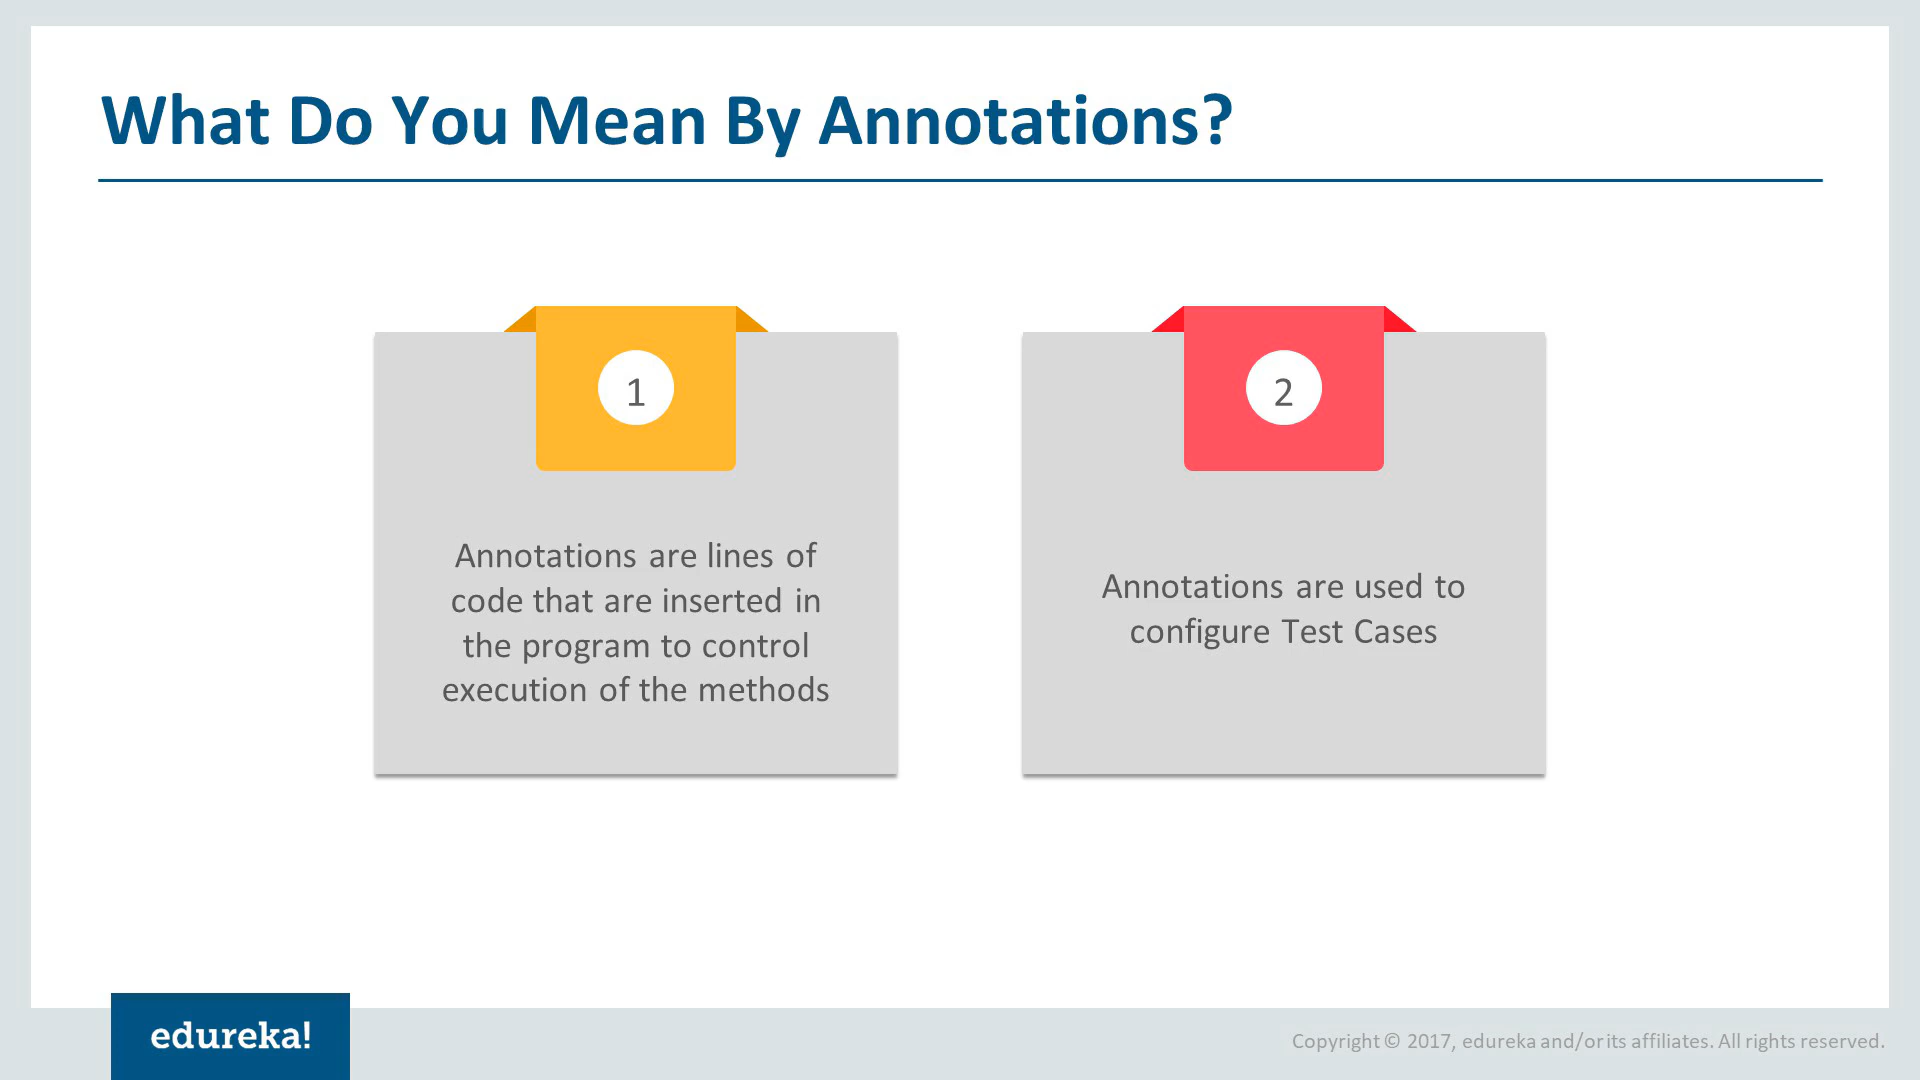 What Do You Mean By Annotations?
1
Annotations are lines of
code that are inserted in
the program to control
execution of the methods
2
Annotations are used to
configure Test Cases
edureka!
Copyright © 2017, edureka and/or its affiliates. All rights reserved.